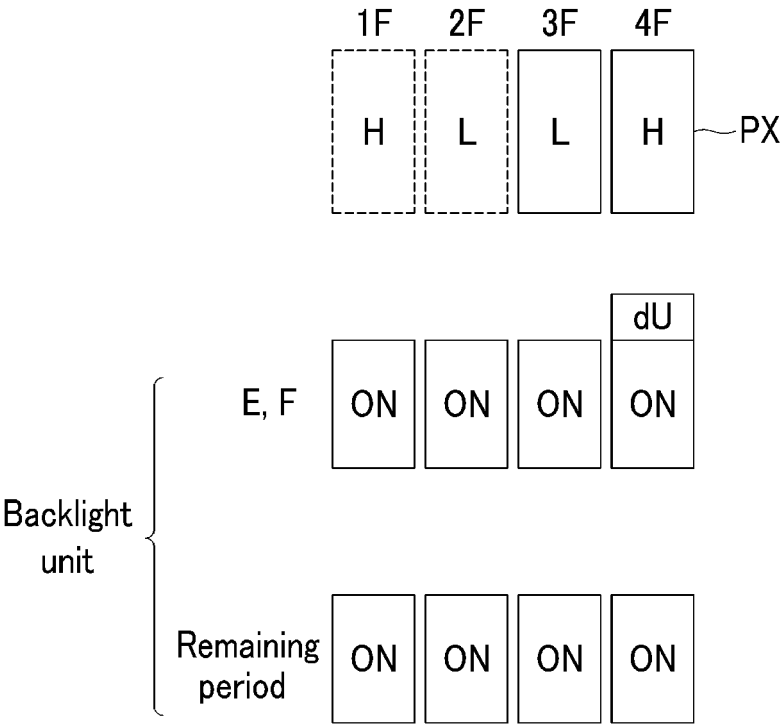 1F 2F 3F 4F
H L L H PX
dU
E, F ON ON ON ON
Backlight
unit
Remaining
period
ON ON ON ON